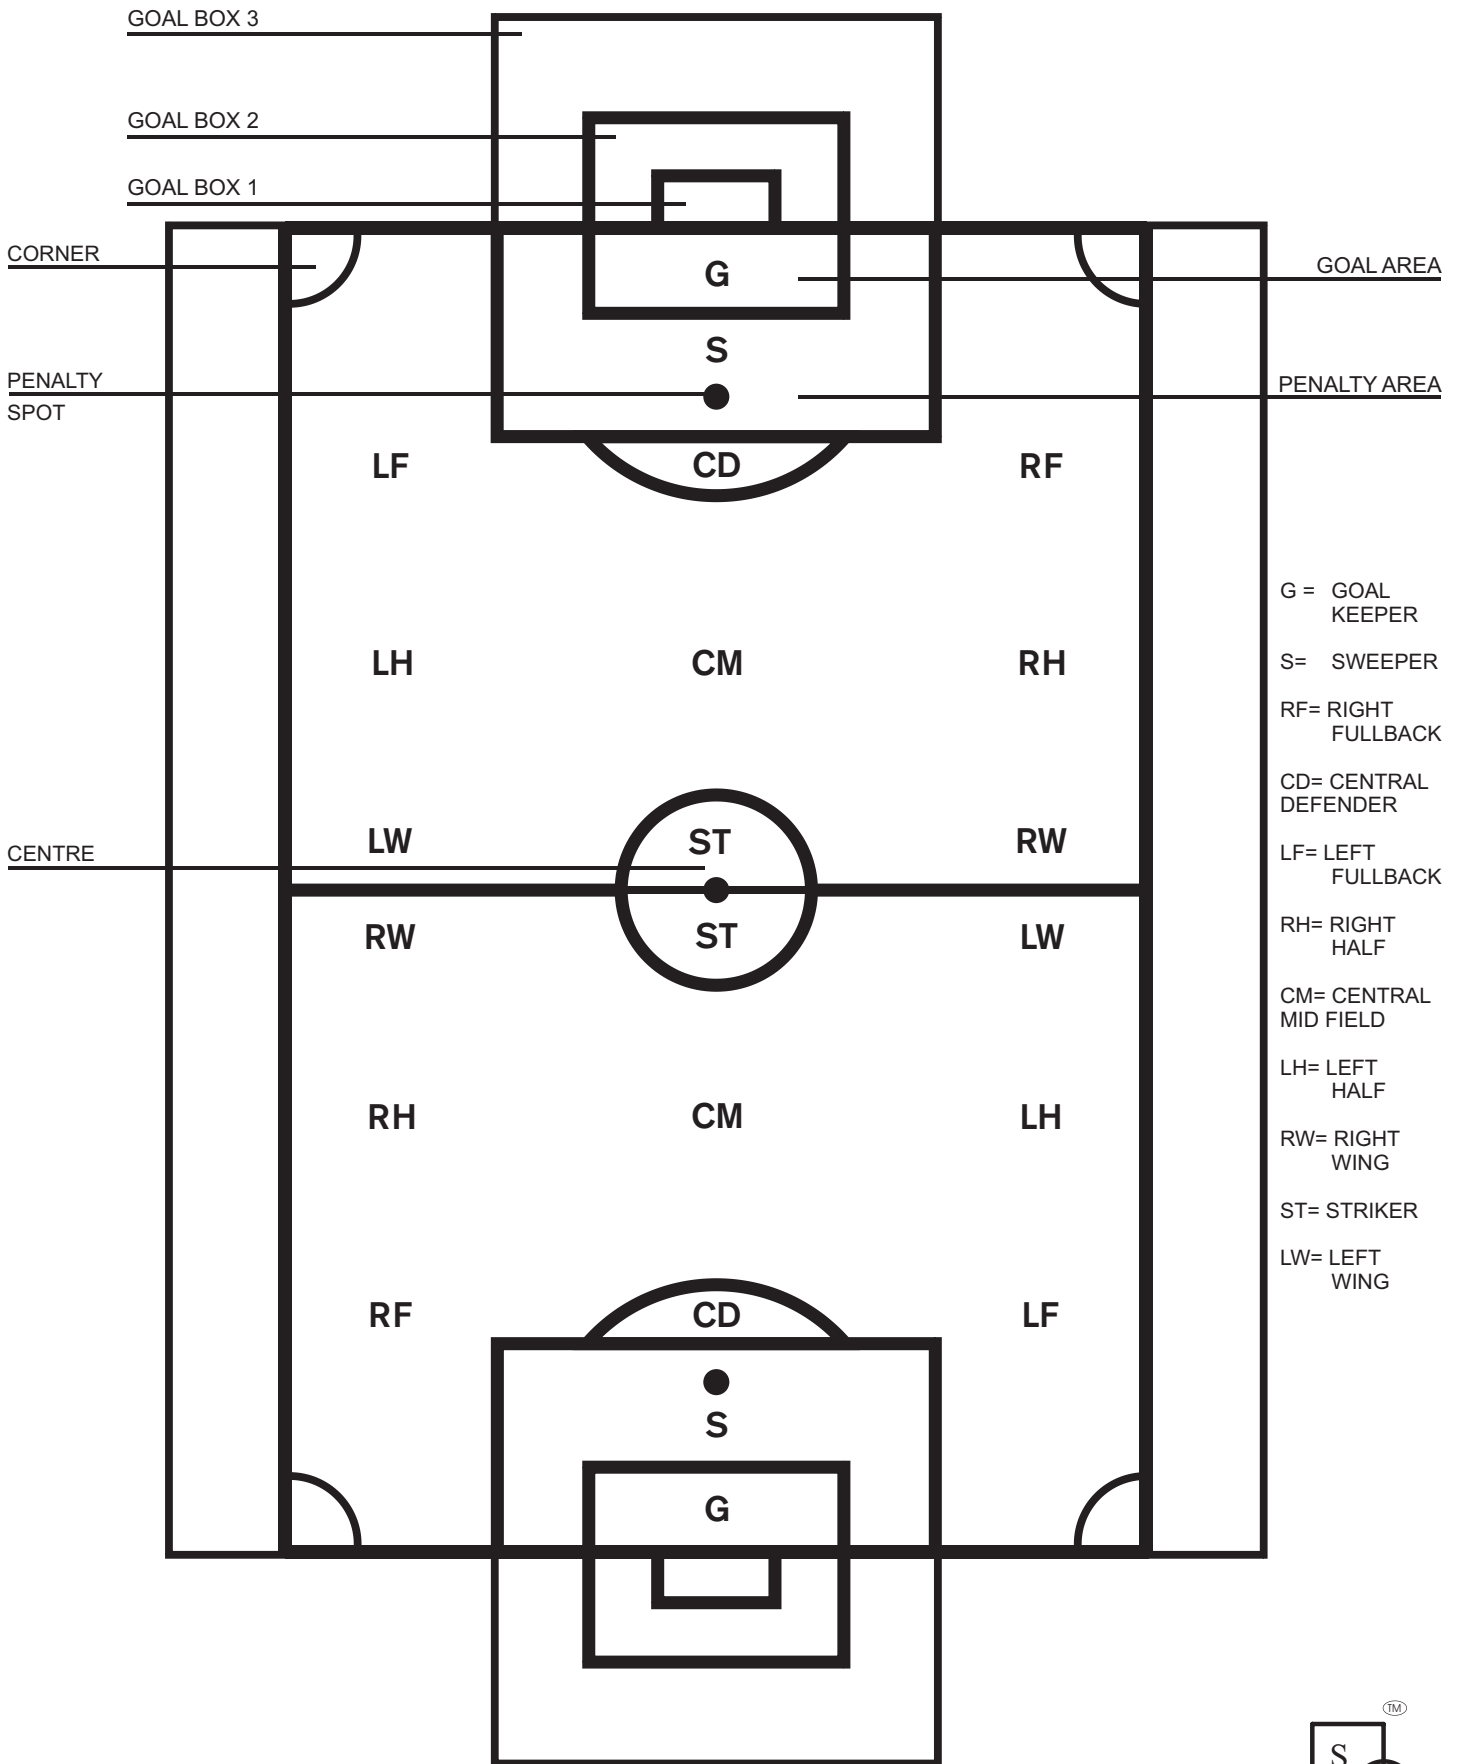 GOAL BOX 3
GOAL BOX 2
GOAL BOX 1
CORNER
GOAL AREA
G
S
PENALTY
SPOT
PENALTY AREA
LF CD RF
LH CM RH
LW ST RW
CENTRE
RW ST LW
RH CM LH
RF CD LF
S
G
G = GOAL
KEEPER
S= SWEEPER
RF= RIGHT
FULLBACK
CD= CENTRAL
DEFENDER
LF= LEFT
FULLBACK
RH= RIGHT
HALF
CM= CENTRAL
MID FIELD
LH= LEFT
HALF
RW= RIGHT
WING
ST= STRIKER
LW= LEFT
WING
TM
S